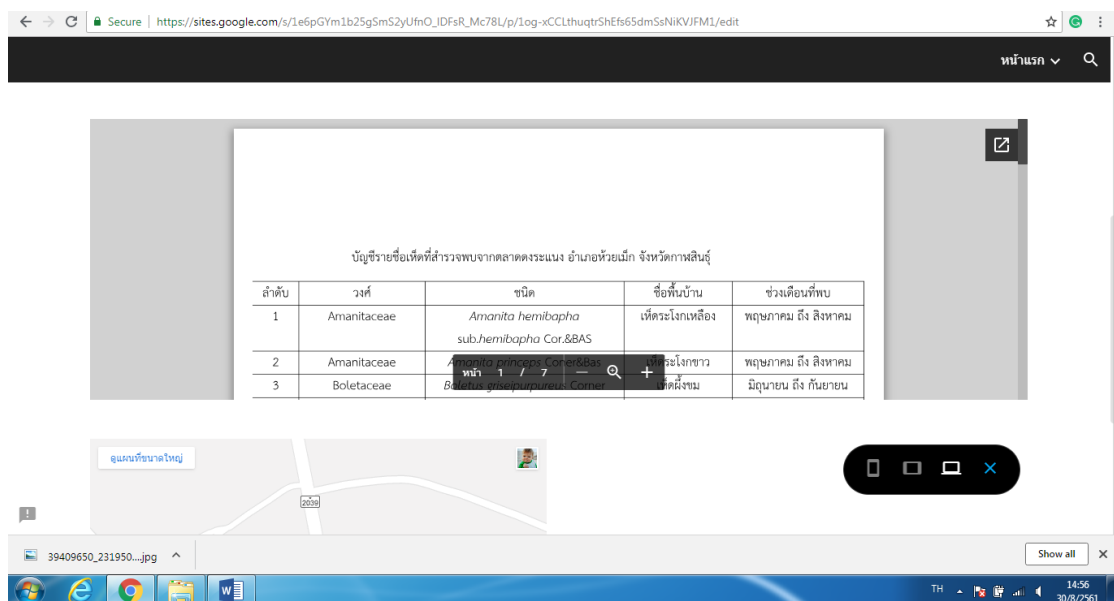 Secure | https://sites.google.com/s/1e6pGYm1b25gSmS2yUfnO_IDFsR_Mc78L/p/1og-xCCLthuqtrShEfs65dmSsNiKVJFM1/edit
หน้าแรก
บัญชีรายชื่อเห็ดที่สำรวจพบจากตลาดดงระแนง อำเภอห้วยเม็ก จังหวัดกาฬสินธุ์
ลำดับ วงศ์ ชนิด ชื่อพื้นบ้าน ช่วงเดือนที่พบ
1 Amanitaceae Amanita hemibapha เห็ดระโงกเหลือง พฤษภาคม ถึง สิงหาคม
sub.hemibapha Cor.&BAS
2 Amanitaceae Amanita princeps Corner&Bas เห็ดระโงกขาว พฤษภาคม ถึง สิงหาคม
หน้า 1 / 7
3 Boletaceae Boletus griseipurpureus Corner เห็ดผึ้งขม มิถุนายน ถึง กันยายน
ดูแผนที่ขนาดใหญ่
2039
39409650_231950....jpg
Show all
TH
14:56
30/8/2561